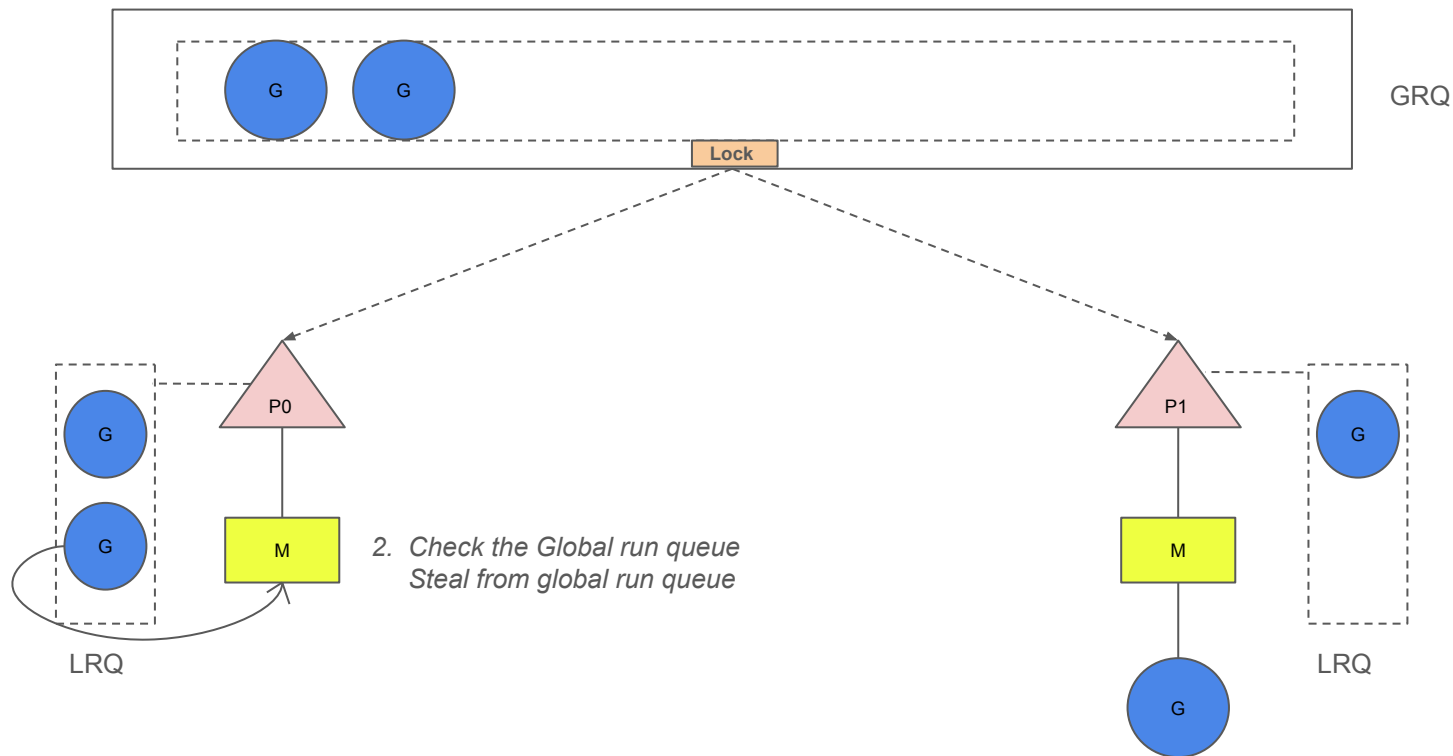 G G
GRQ
Lock
P0
P1
G
G
G
M
2. Check the Global run queue
Steal from global run queue
M
LRQ
LRQ
G